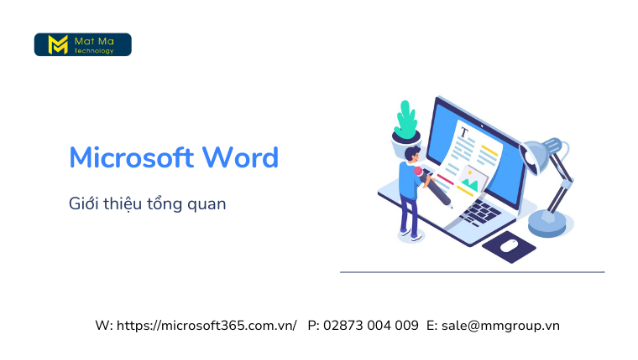 Mat Ma
Technology
Microsoft Word
Giới thiệu tổng quan
T
W: https://microsoft365.com.vn/ P: 02873 004 009 E: sale@mmgroup.vn